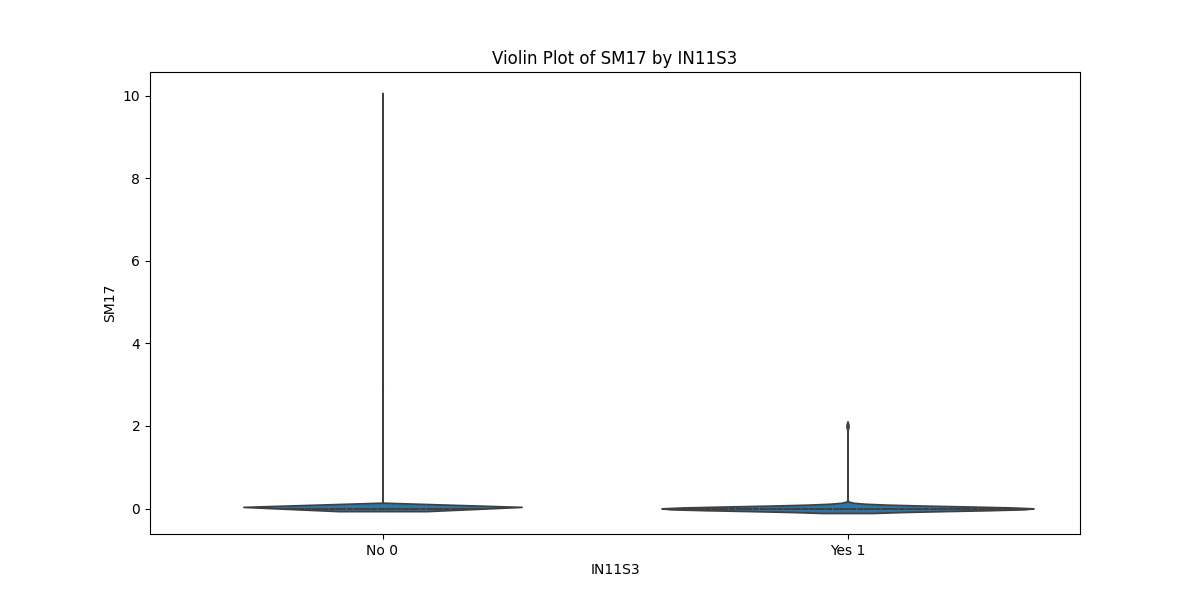 Violin Plot of SM17 by IN11S3
10
8
6
4
2
0
SM17
No 0
Yes 1
IN11S3